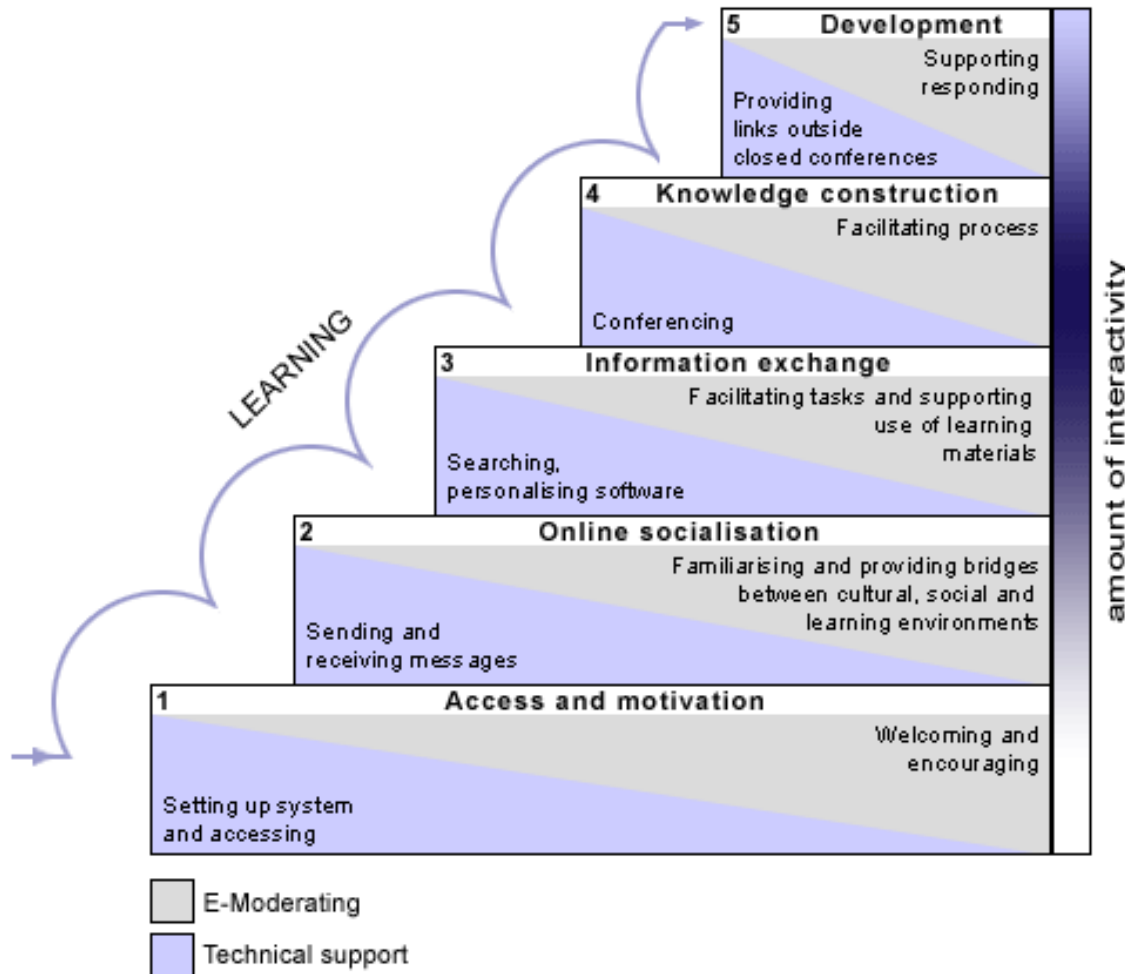 5 Development
Supporting
responding
Providing
links outside
closed conferences
4 Knowledge construction
Facilitating process
Conferencing
3 Information exchange
Facilitating tasks and supporting
use of learning
materials
Searching,
personalising software
2 Online socialisation
Familiarising and providing bridges
between cultural, social and
learning environments
Sending and
receiving messages
1 Access and motivation
Welcoming and
encouraging
Setting up system
and accessing
LEARNING
amount of interactivity
E-Moderating
Technical support